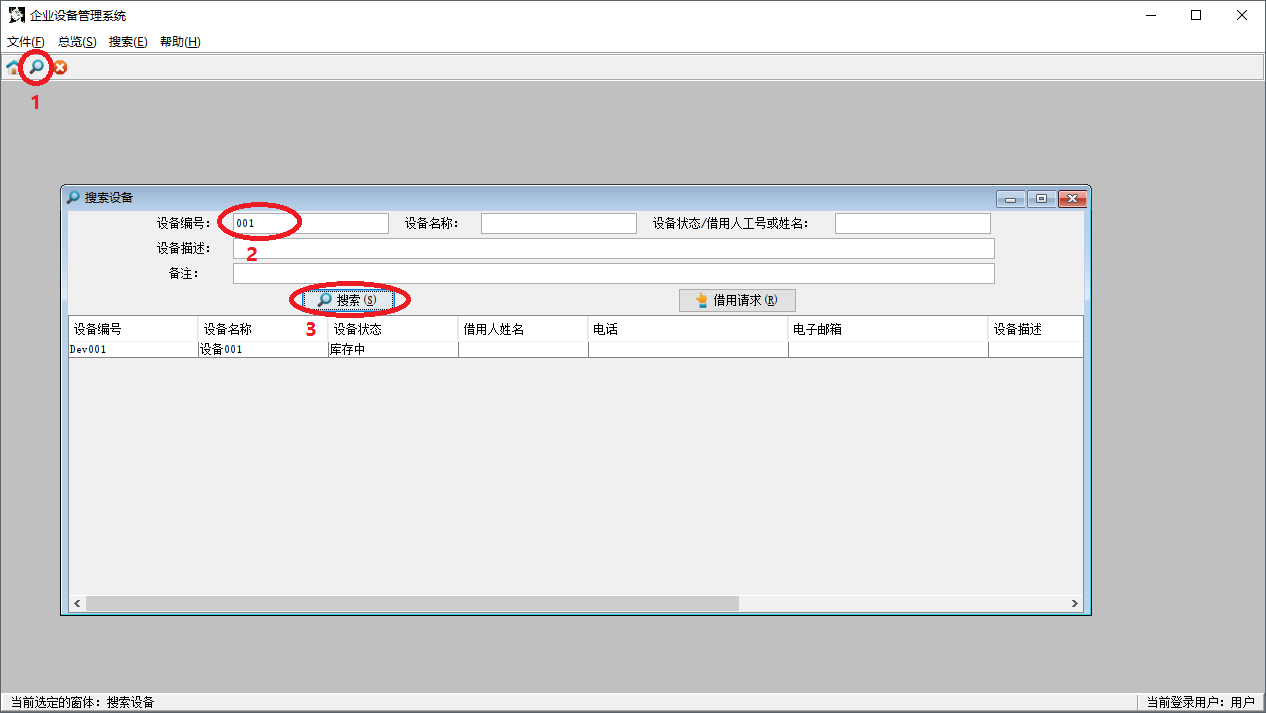 企业设备管理系统
文件(F) 总览(S) 搜索(E) 帮助(H)
1
搜索设备
设备编号: 001 设备名称: 设备状态/借用人工号或姓名:
设备描述: 2
备注:
搜索(S) 借用请求(R)
3
设备编号 设备名称 设备状态 借用人姓名 电话 电子邮箱 设备描述
Dev001 设备001 库存中
当前选定的窗体: 搜索设备 当前登录用户: 用户